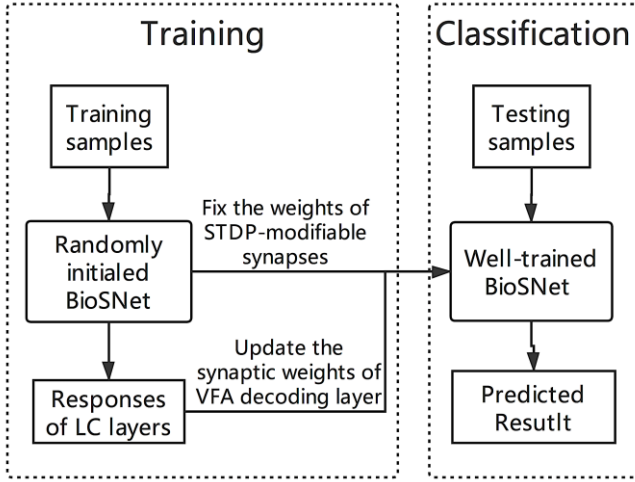 Training
Classification
Training
samples
Testing
samples
Fix the weights of
STDP-modifiable
synapses
Randomly
initialed
BioSNet
Well-trained
BioSNet
Update the
synaptic weights of
VFA decoding layer
Responses
of LC layers
Predicted
Resutlt